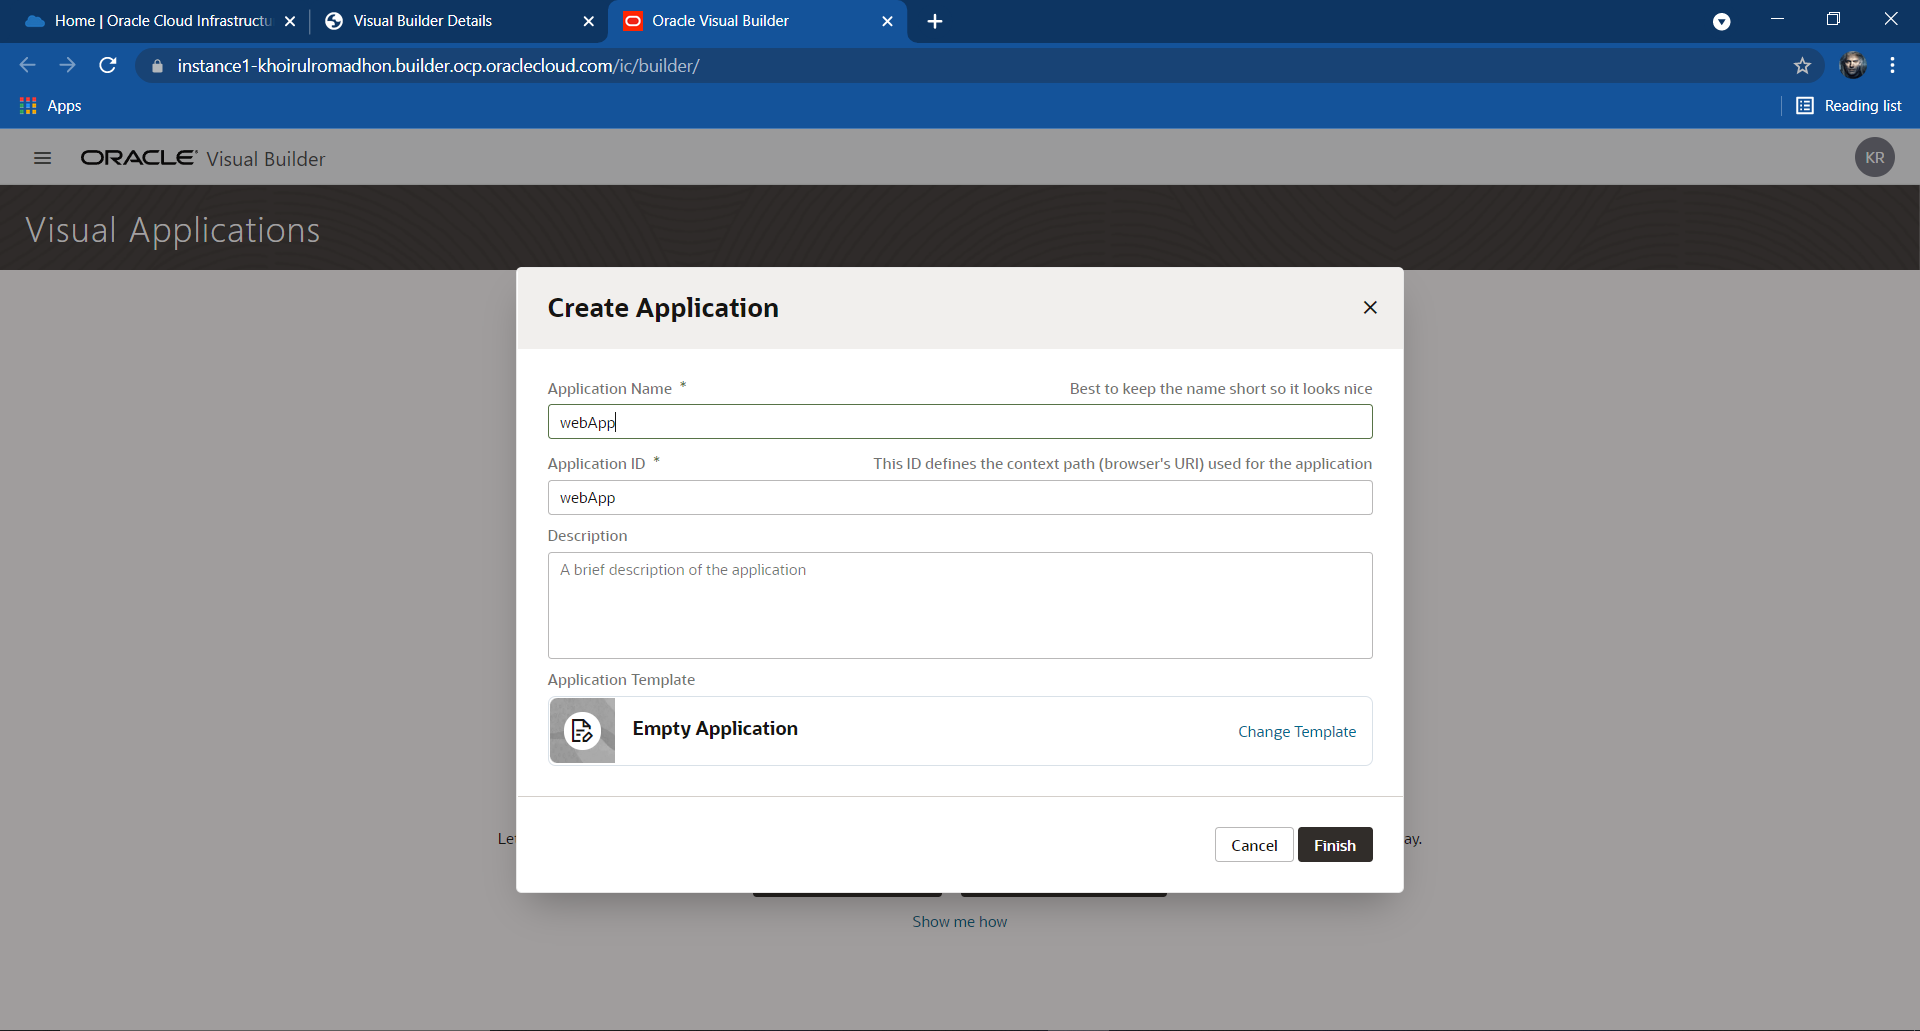 Home | Oracle Cloud Infrastructu
Visual Builder Details
Oracle Visual Builder
instance1-khoirulromadhon.builder.ocp.oraclecloud.com/ic/builder/
Apps
Reading list
ORACLE Visual Builder
KR
Visual Applications
Create Application
Application Name *
Best to keep the name short so it looks nice
webApp
Application ID *
This ID defines the context path (browser's URI) used for the application
webApp
Description
A brief description of the application
Application Template
Empty Application
Change Template
Cancel
Finish
ay.
Show me how